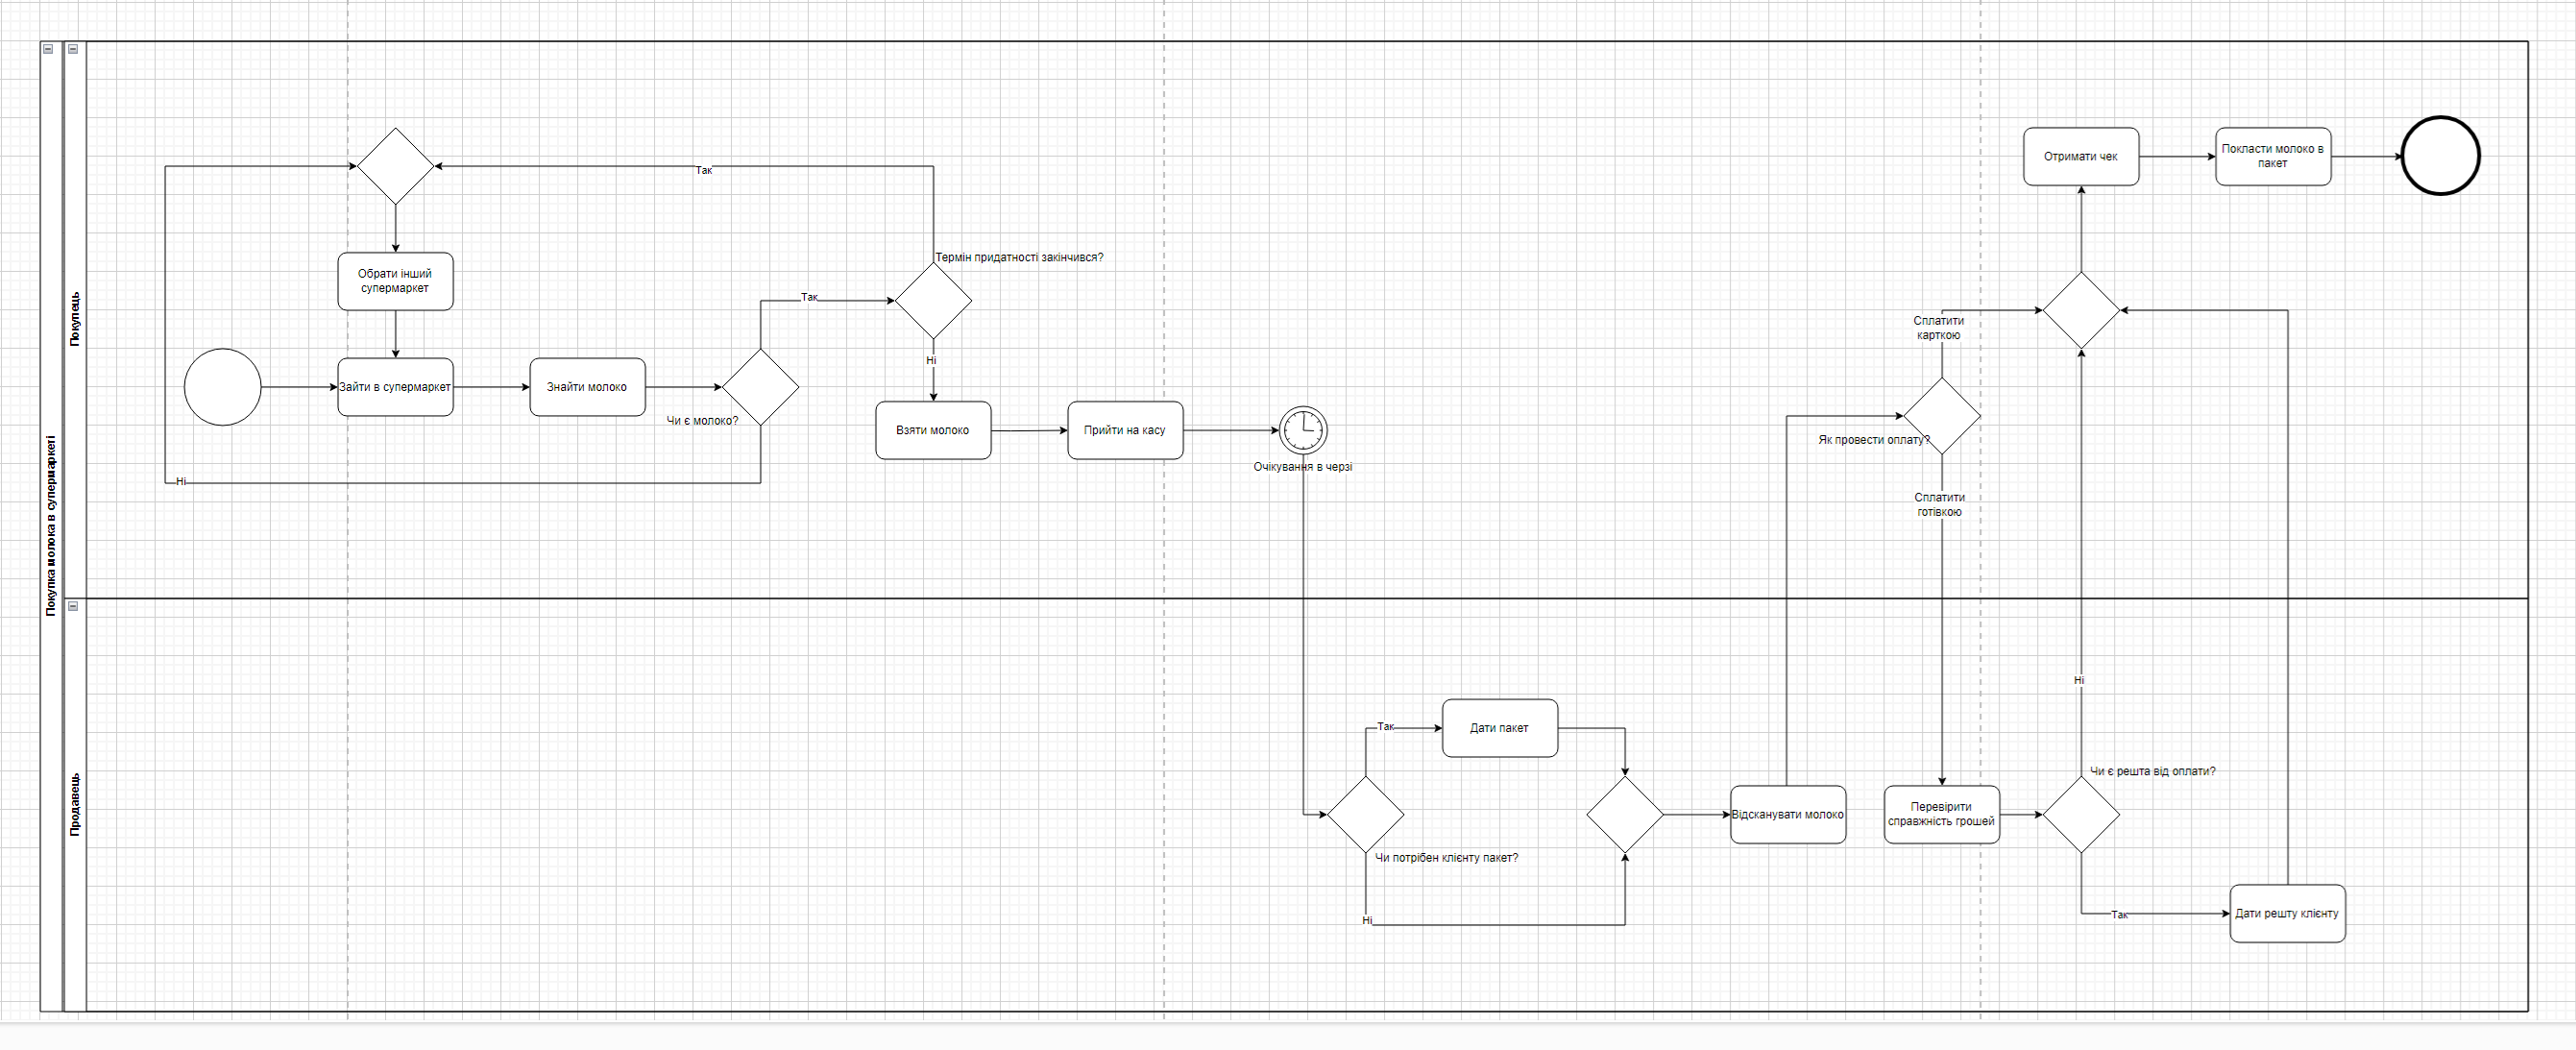 Покупка молока в супермаркеті
Покупець
Так
Термін придатності закінчився?
Обрати інший
супермаркет
Так
Ні
Зайти в супермаркет
Знайти молоко
Чи є молоко?
Взяти молоко
Прийти на касу
Очікування в черзі
Ні
Отримати чек
Покласти молоко в
пакет
Сплатити
карткою
Як провести оплату?
Сплатити
готівкою
Продавець
Ні
Так
Дати пакет
Чи потрібен клієнту пакет?
Ні
Відсканувати молоко
Перевірити
справжність грошей
Чи є решта від оплати?
Так
Дати решту клієнту